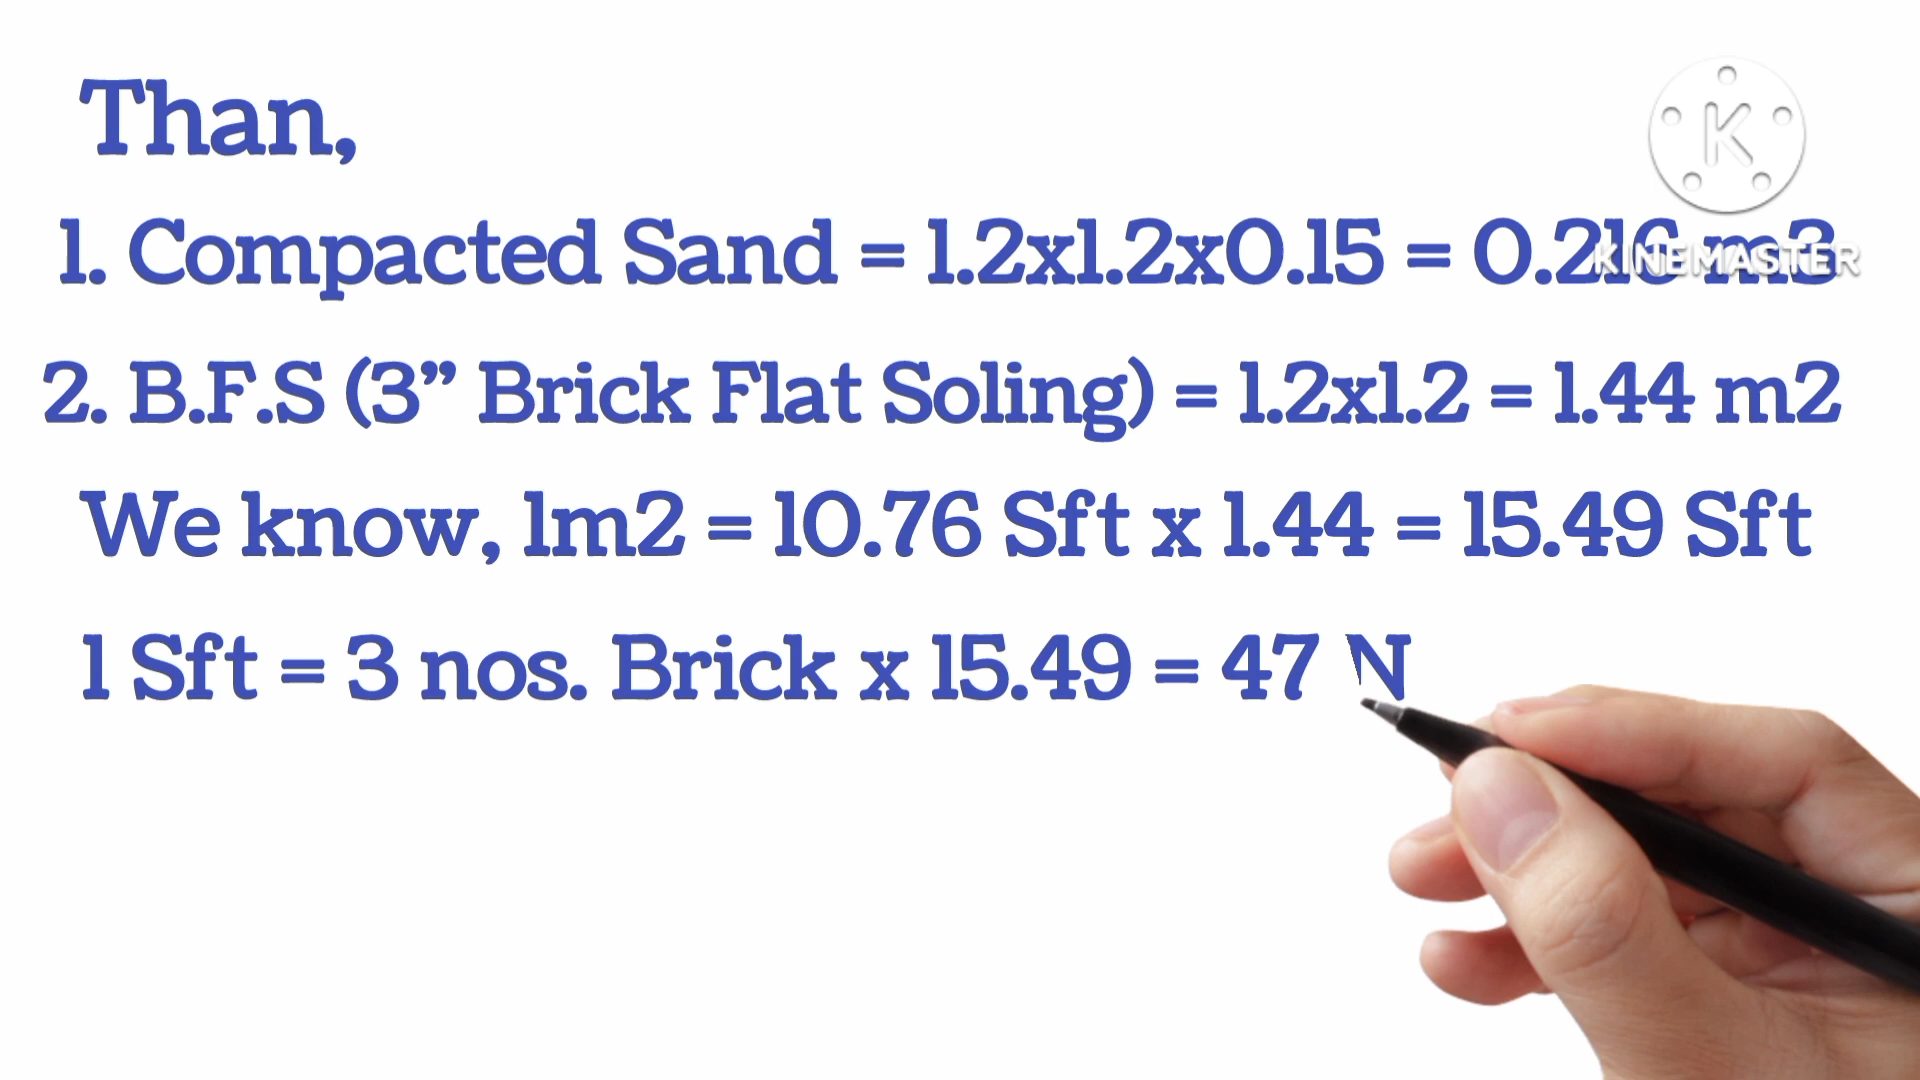 Than,
1. Compacted Sand = 1.2x1.2x0.15 = 0.216 m3
KINEMASTER
2. B.F.S (3” Brick Flat Soling) = 1.2x1.2 = 1.44 m2
We know, 1m2 = 10.76 Sft x 1.44 = 15.49 Sft
1 Sft = 3 nos. Brick x 15.49 = 47 N